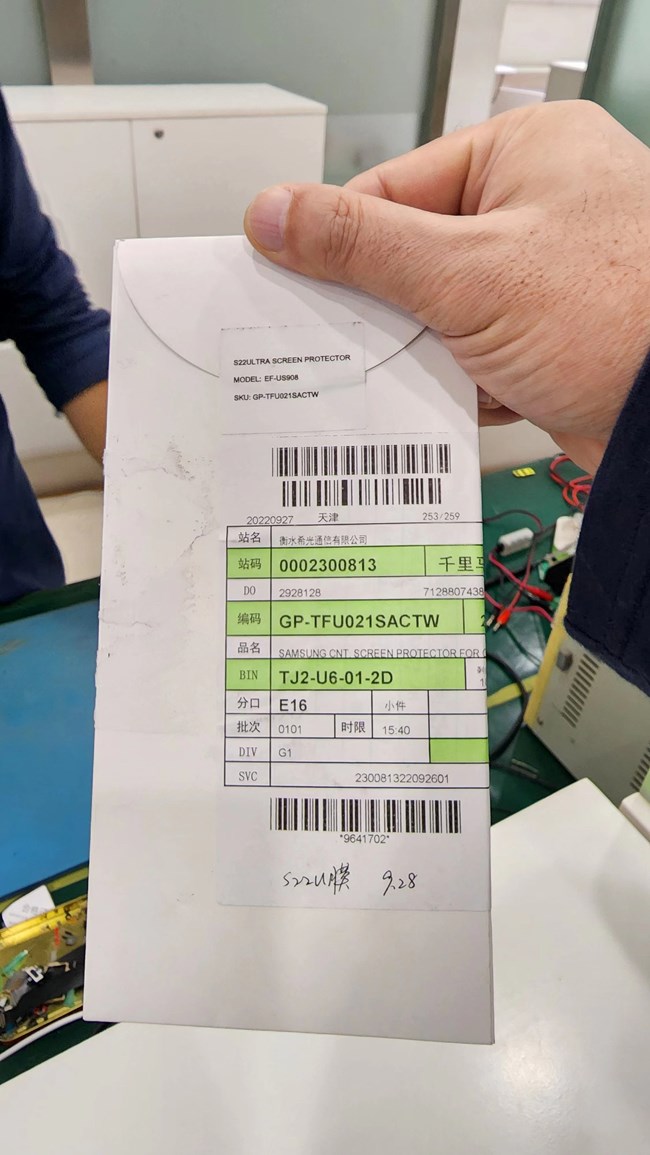 S22ULTRA SCREEN PROTECTOR
MODEL: EF-US908
SKU: GP-TFU021SACTW
20220927 天津 253/259
站名 衡水希光通信有限公司
站码 0002300813 千里马
DO 2928128 7128807438
编码 GP-TFU021SACTW
品名 SAMSUNG CNT, SCREEN PROTECTOR FOR
BIN TJ2-U6-01-2D
分口 E16 小件
批次 0101 时限 15:40
DIV G1
SVC 230081322092601
*9641702*
S22U膜 9.28